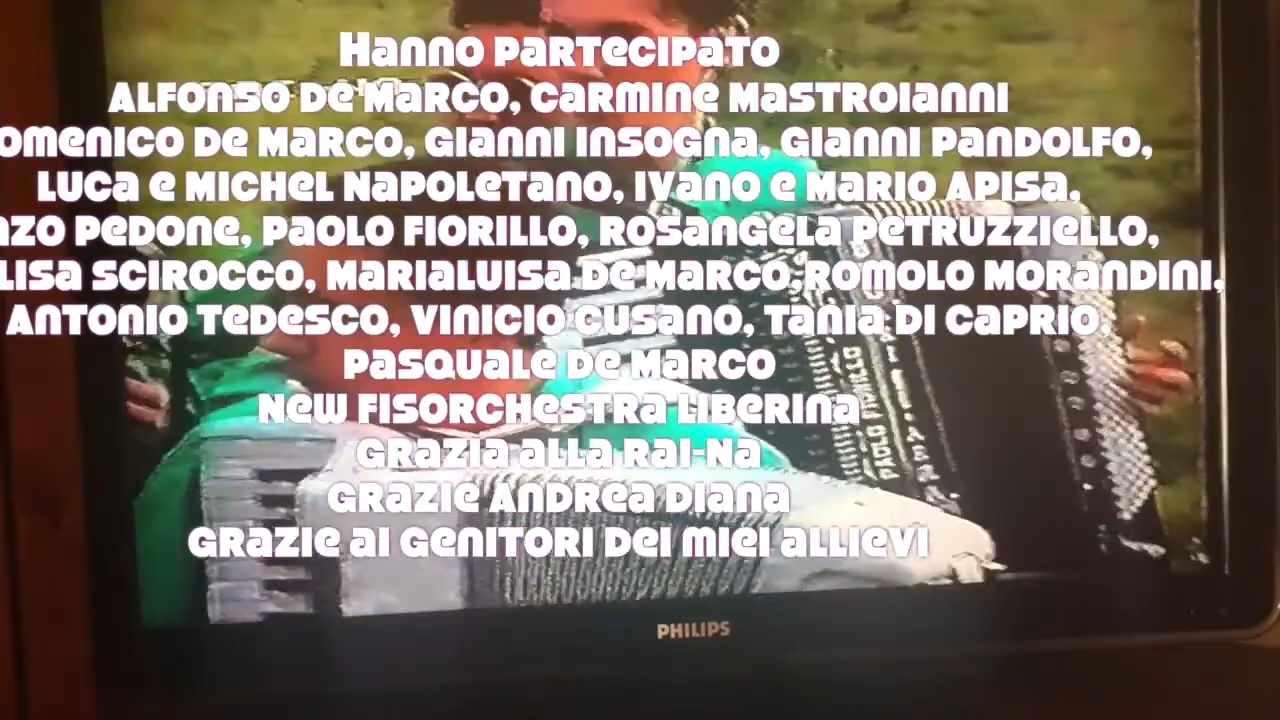 Hanno partecipato
Alfonso De Marco, Carmine Mastroianni
omenico De Marco, Gianni Insogna, Gianni Pandolfo,
Luca e Michel Napoletano, Ivano e Mario Apisa,
nzo Pedone, Paolo Fiorillo, Rosangela Petruzziello,
lisa Scirocco, Marialuisa De Marco,Romolo Morandini,
Antonio Tedesco, Vinicio Cusano, Tania Di Caprio,
Pasquale De Marco
New Fisorchestra Liberina
Grazia alla Rai-Na
Grazie Andrea Diana
Grazie ai genitori dei miei allievi
PAOLO FIORILLO
PHILIPS